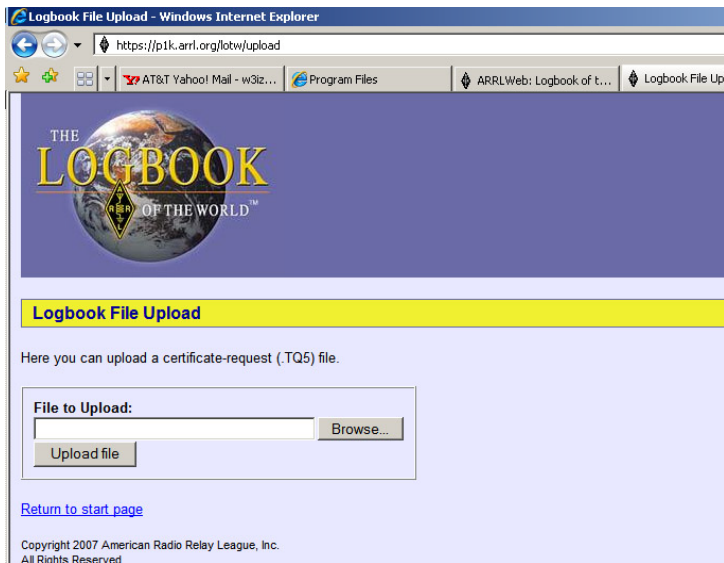 Logbook File Upload - Windows Internet Explorer
https://p1k.arrl.org/lotw/upload
AT&T Yahoo! Mail - w3iz... Program Files ARRLWeb: Logbook of t... Logbook File Up
THE
LOGBOOK
OF THE WORLD™
Logbook File Upload
Here you can upload a certificate-request (.TQ5) file.
File to Upload:
Browse...
Upload file
Return to start page
Copyright 2007 American Radio Relay League, Inc.
All Rights Reserved